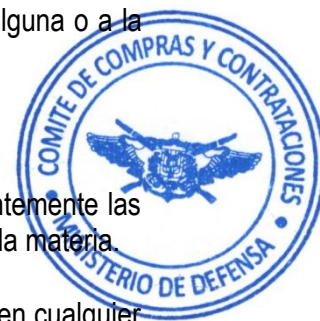 lguna o a la
COMITE DE COMPRAS Y CONTRATACIONES
MINISTERIO DE DEFENSA
ntemente las
la materia.
en cualquier